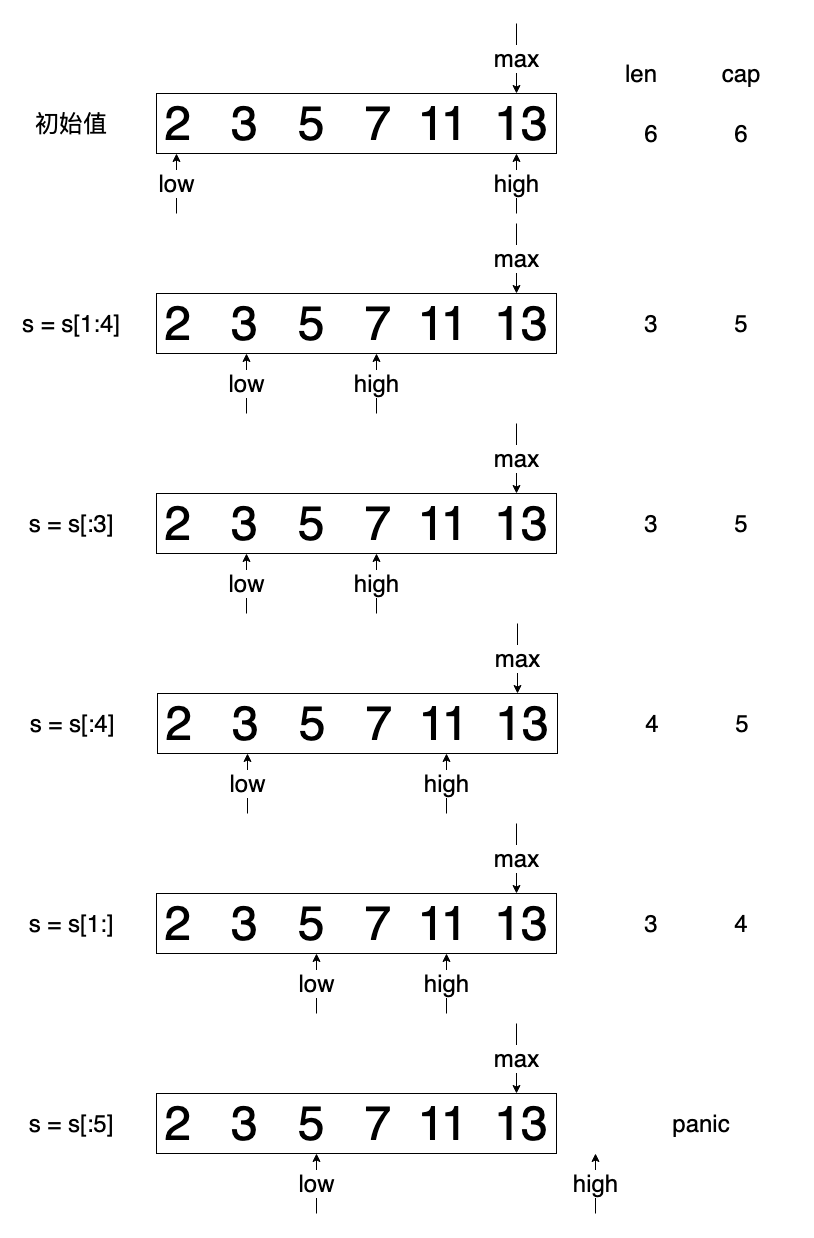 max
len cap
初始值 2 3 5 7 11 13 6 6
low high
max
s = s[1:4] 2 3 5 7 11 13 3 5
low high
max
s = s[:3] 2 3 5 7 11 13 3 5
low high
max
s = s[:4] 2 3 5 7 11 13 4 5
low high
max
s = s[1:] 2 3 5 7 11 13 3 4
low high
max
s = s[:5] 2 3 5 7 11 13 panic
low high